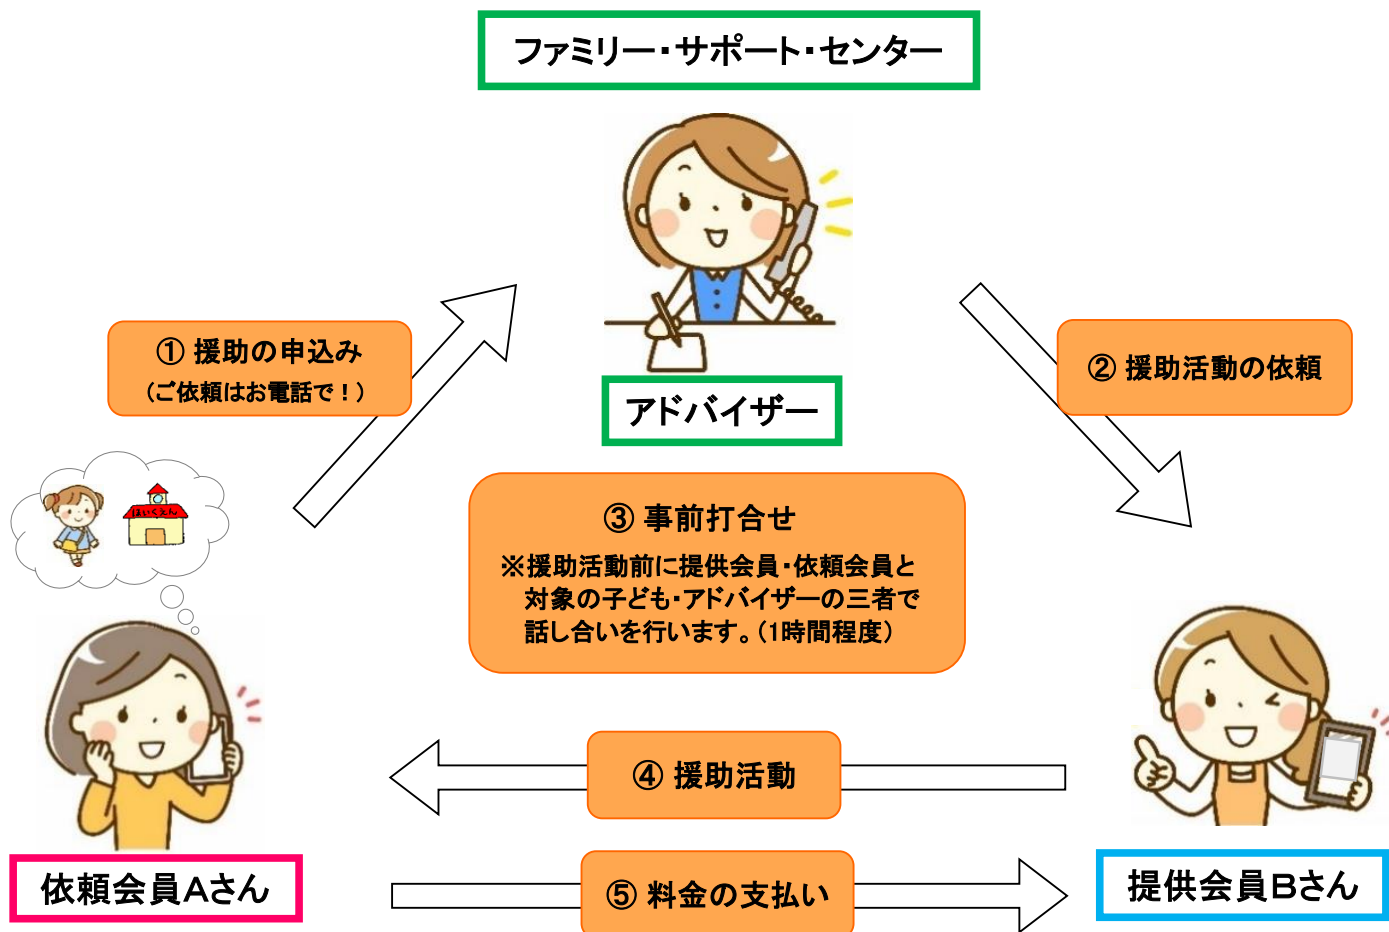 ファミリー・サポート・センター
① 援助の申込み
(ご依頼はお電話で!)
② 援助活動の依頼
アドバイザー
ほいくえん
③ 事前打合せ
※援助活動前に提供会員・依頼会員と
対象の子ども・アドバイザーの三者で
話し合いを行います。(1時間程度)
④ 援助活動
依頼会員Aさん
⑤ 料金の支払い
提供会員Bさん